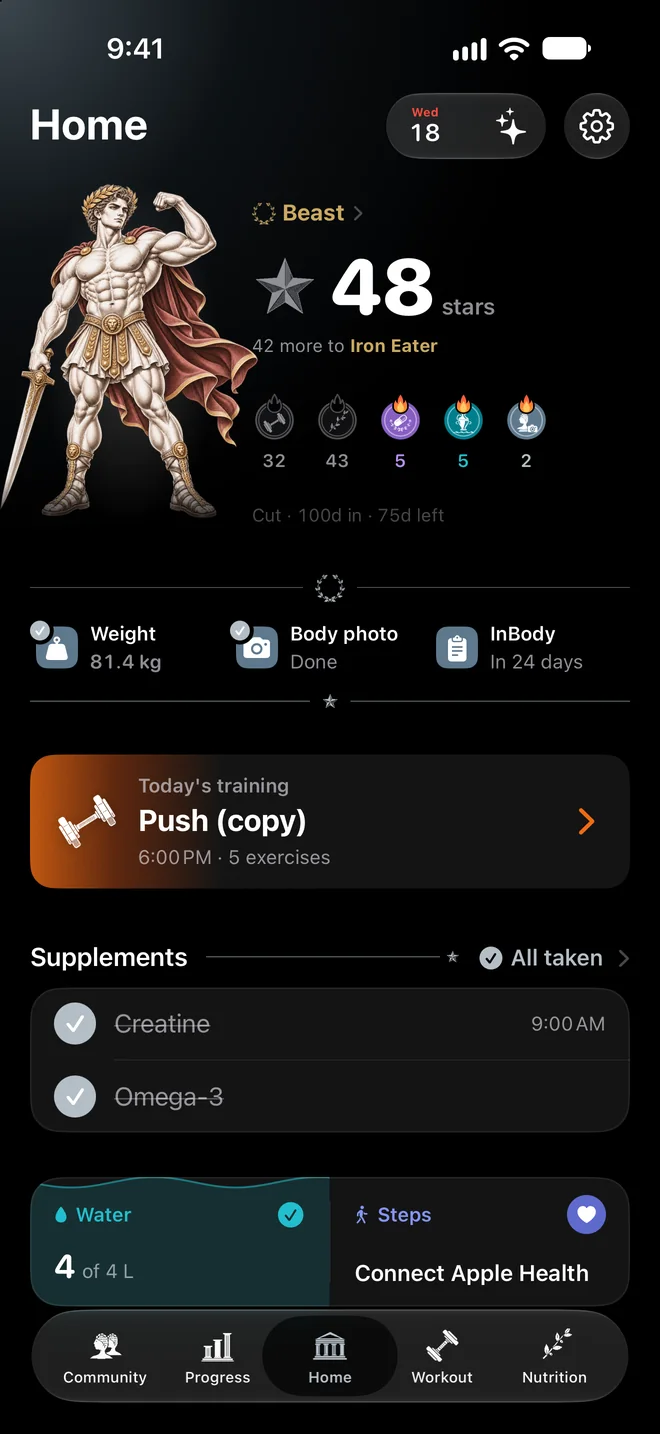 9:41
Home
Wed
18
Beast
48 stars
42 more to Iron Eater
32 43 5 5 2
Cut · 100d in · 75d left
Weight
81.4 kg
Body photo
Done
InBody
In 24 days
Today's training
Push (copy)
6:00 PM · 5 exercises
Supplements
All taken
Creatine 9:00 AM
Omega-3
Water
4 of 4 L
Steps
Connect Apple Health
Community Progress Home Workout Nutrition